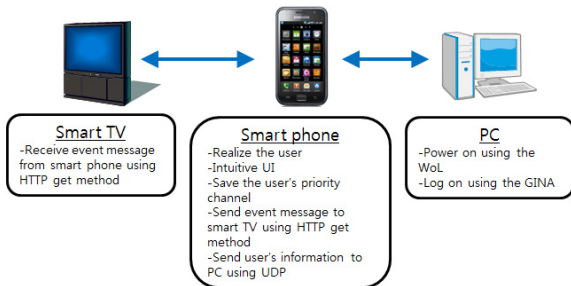 Smart TV
-Receive event message
from smart phone using
HTTP get method
Smart phone
-Realize the user
-Intuitive UI
-Save the user's priority
channel
-Send event message to
smart TV using HTTP get
method
-Send user's information to
PC using UDP
PC
-Power on using the
WoL
-Log on using the GINA